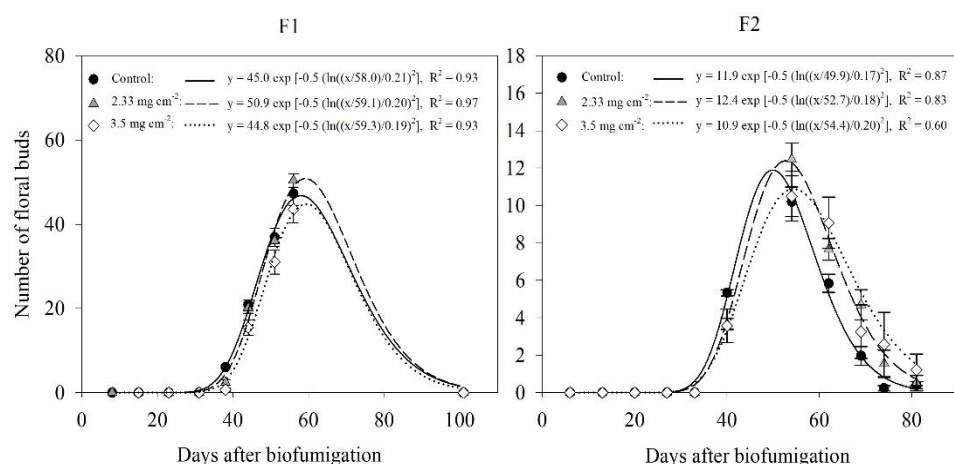 F1
80
60
40
20
0
Number of floral buds
Control: y = 45.0 exp [-0.5 (ln((x/58.0)/0.21)², R² = 0.93
2.33 mg cm⁻²: y = 50.9 exp [-0.5 (ln((x/59.1)/0.20)², R² = 0.97
3.5 mg cm⁻²: y = 44.8 exp [-0.5 (ln((x/59.3)/0.19)², R² = 0.93
0 20 40 60 80 100
Days after biofumigation
F2
18
16
14
12
10
8
6
4
2
0
Control: y = 11.9 exp [-0.5 (ln((x/49.9)/0.17)², R² = 0.87
2.33 mg cm⁻²: y = 12.4 exp [-0.5 (ln((x/52.7)/0.18)², R² = 0.83
3.5 mg cm⁻²: y = 10.9 exp [-0.5 (ln((x/54.4)/0.20)², R² = 0.60
0 20 40 60 80
Days after biofumigation